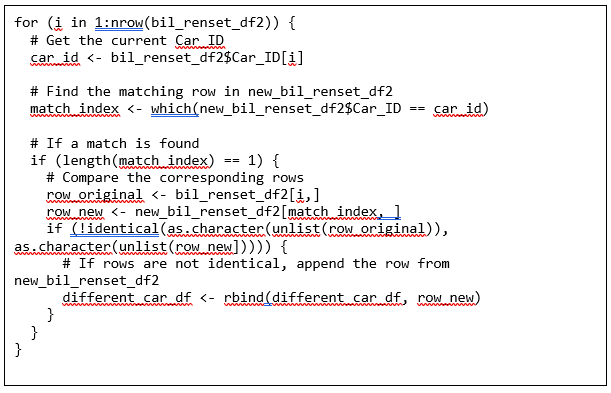 for (i in 1:nrow(bil_renset_df2)) {
  # Get the current Car_ID
  car_id <- bil_renset_df2$Car_ID[i]
  # Find the matching row in new_bil_renset_df2
  match_index <- which(new_bil_renset_df2$Car_ID == car_id)
  # If a match is found
  if (length(match_index) == 1) {
    # Compare the corresponding rows
    row_original <- bil_renset_df2[i,]
    row_new <- new_bil_renset_df2[match_index, ]
    if (!identical(as.character(unlist(row_original)),
as.character(unlist(row_new])))) {
      # If rows are not identical, append the row from
new_bil_renset_df2
      different_car_df <- rbind(different_car_df, row_new)
    }
  }
}